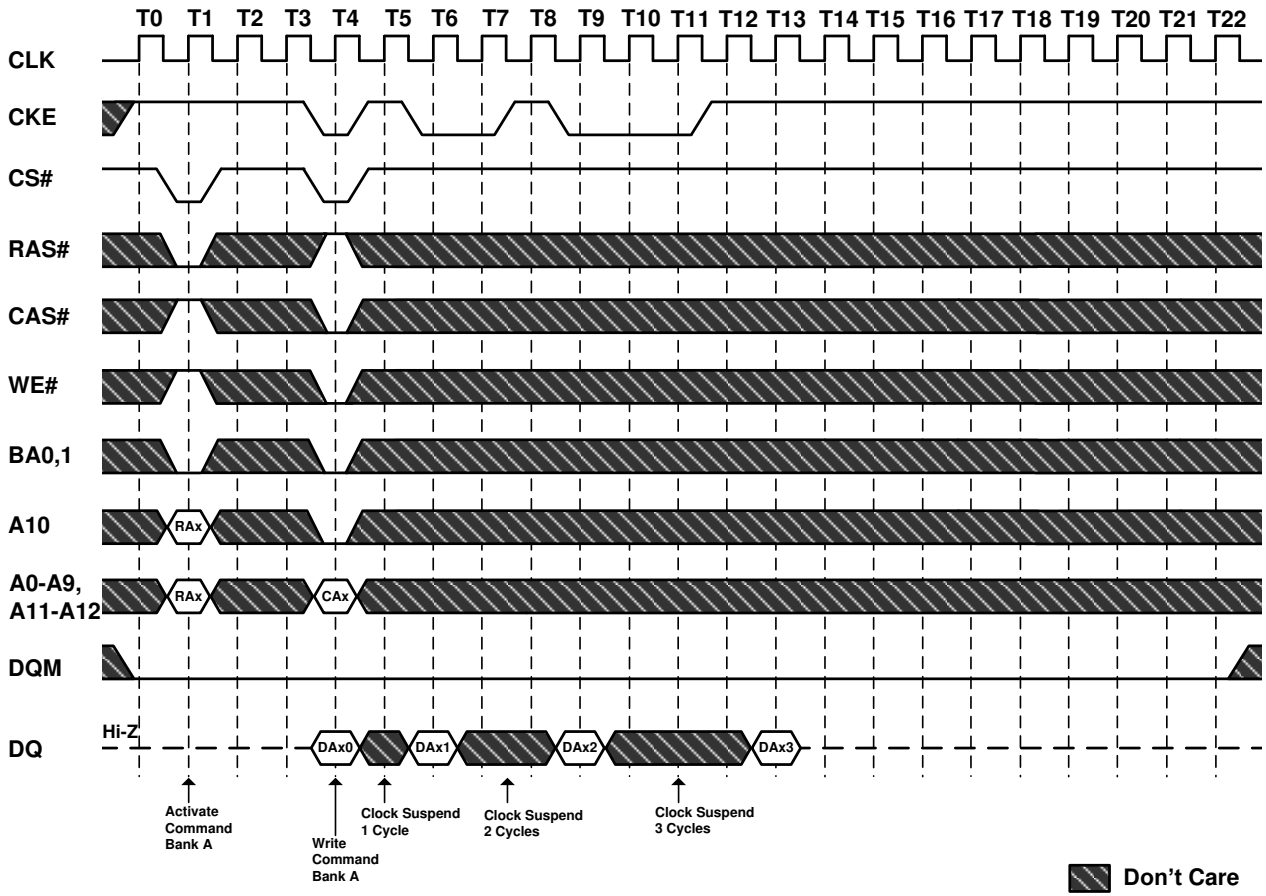 T0 T1 T2 T3 T4 T5 T6 T7 T8 T9 T10 T11 T12 T13 T14 T15 T16 T17 T18 T19 T20 T21 T22
CLK
CKE
CS#
RAS#
CAS#
WE#
BA0,1
A10
RAx
A0-A9,
A11-A12
RAx CAx
DQM
Hi-Z
DQ
DAx0 DAx1 DAx2 DAx3
Activate
Command
Bank A
Write
Command
Bank A
Clock Suspend
1 Cycle
Clock Suspend
2 Cycles
Clock Suspend
3 Cycles
Don't Care